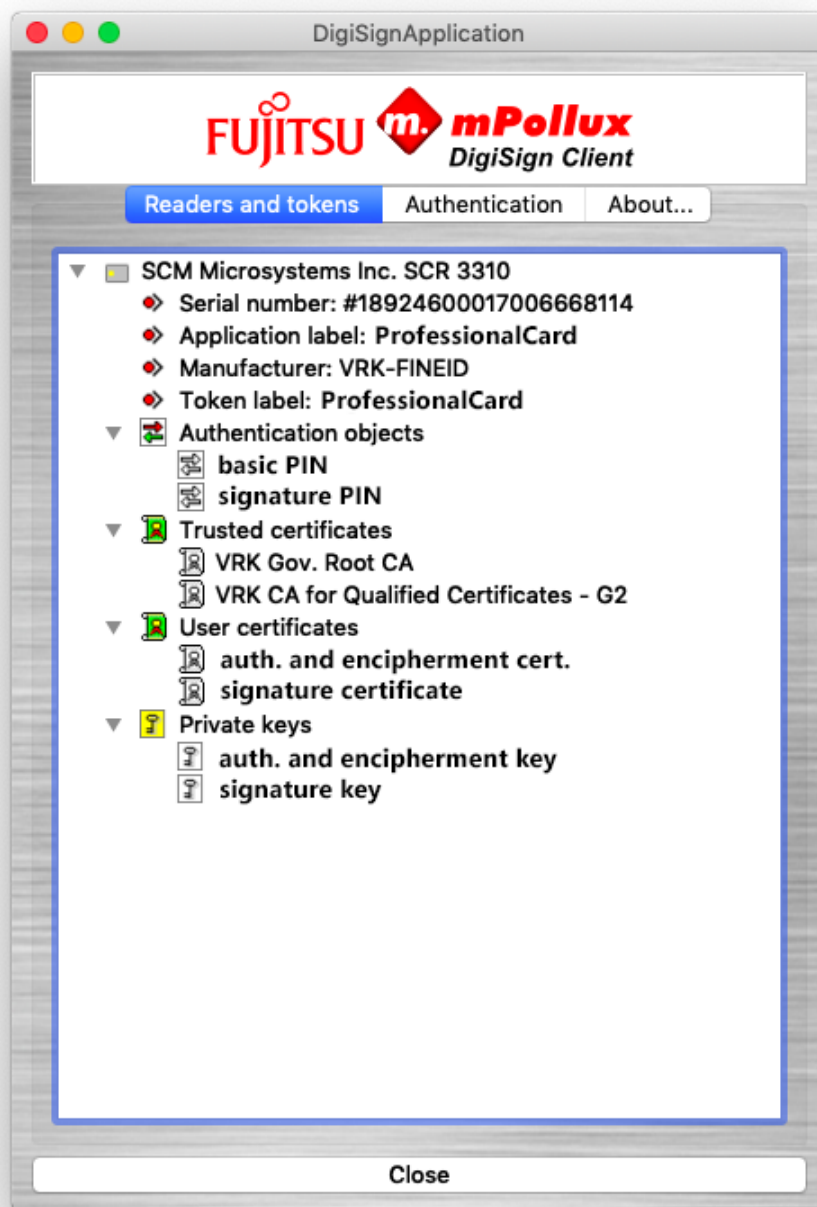 DigiSignApplication
FUJITSU m. mPollux
DigiSign Client
Readers and tokens Authentication About...
SCM Microsystems Inc. SCR 3310
Serial number: #18924600017006668114
Application label: ProfessionalCard
Manufacturer: VRK-FINEID
Token label: ProfessionalCard
Authentication objects
basic PIN
signature PIN
Trusted certificates
VRK Gov. Root CA
VRK CA for Qualified Certificates - G2
User certificates
auth. and encipherment cert.
signature certificate
Private keys
auth. and encipherment key
signature key
Close